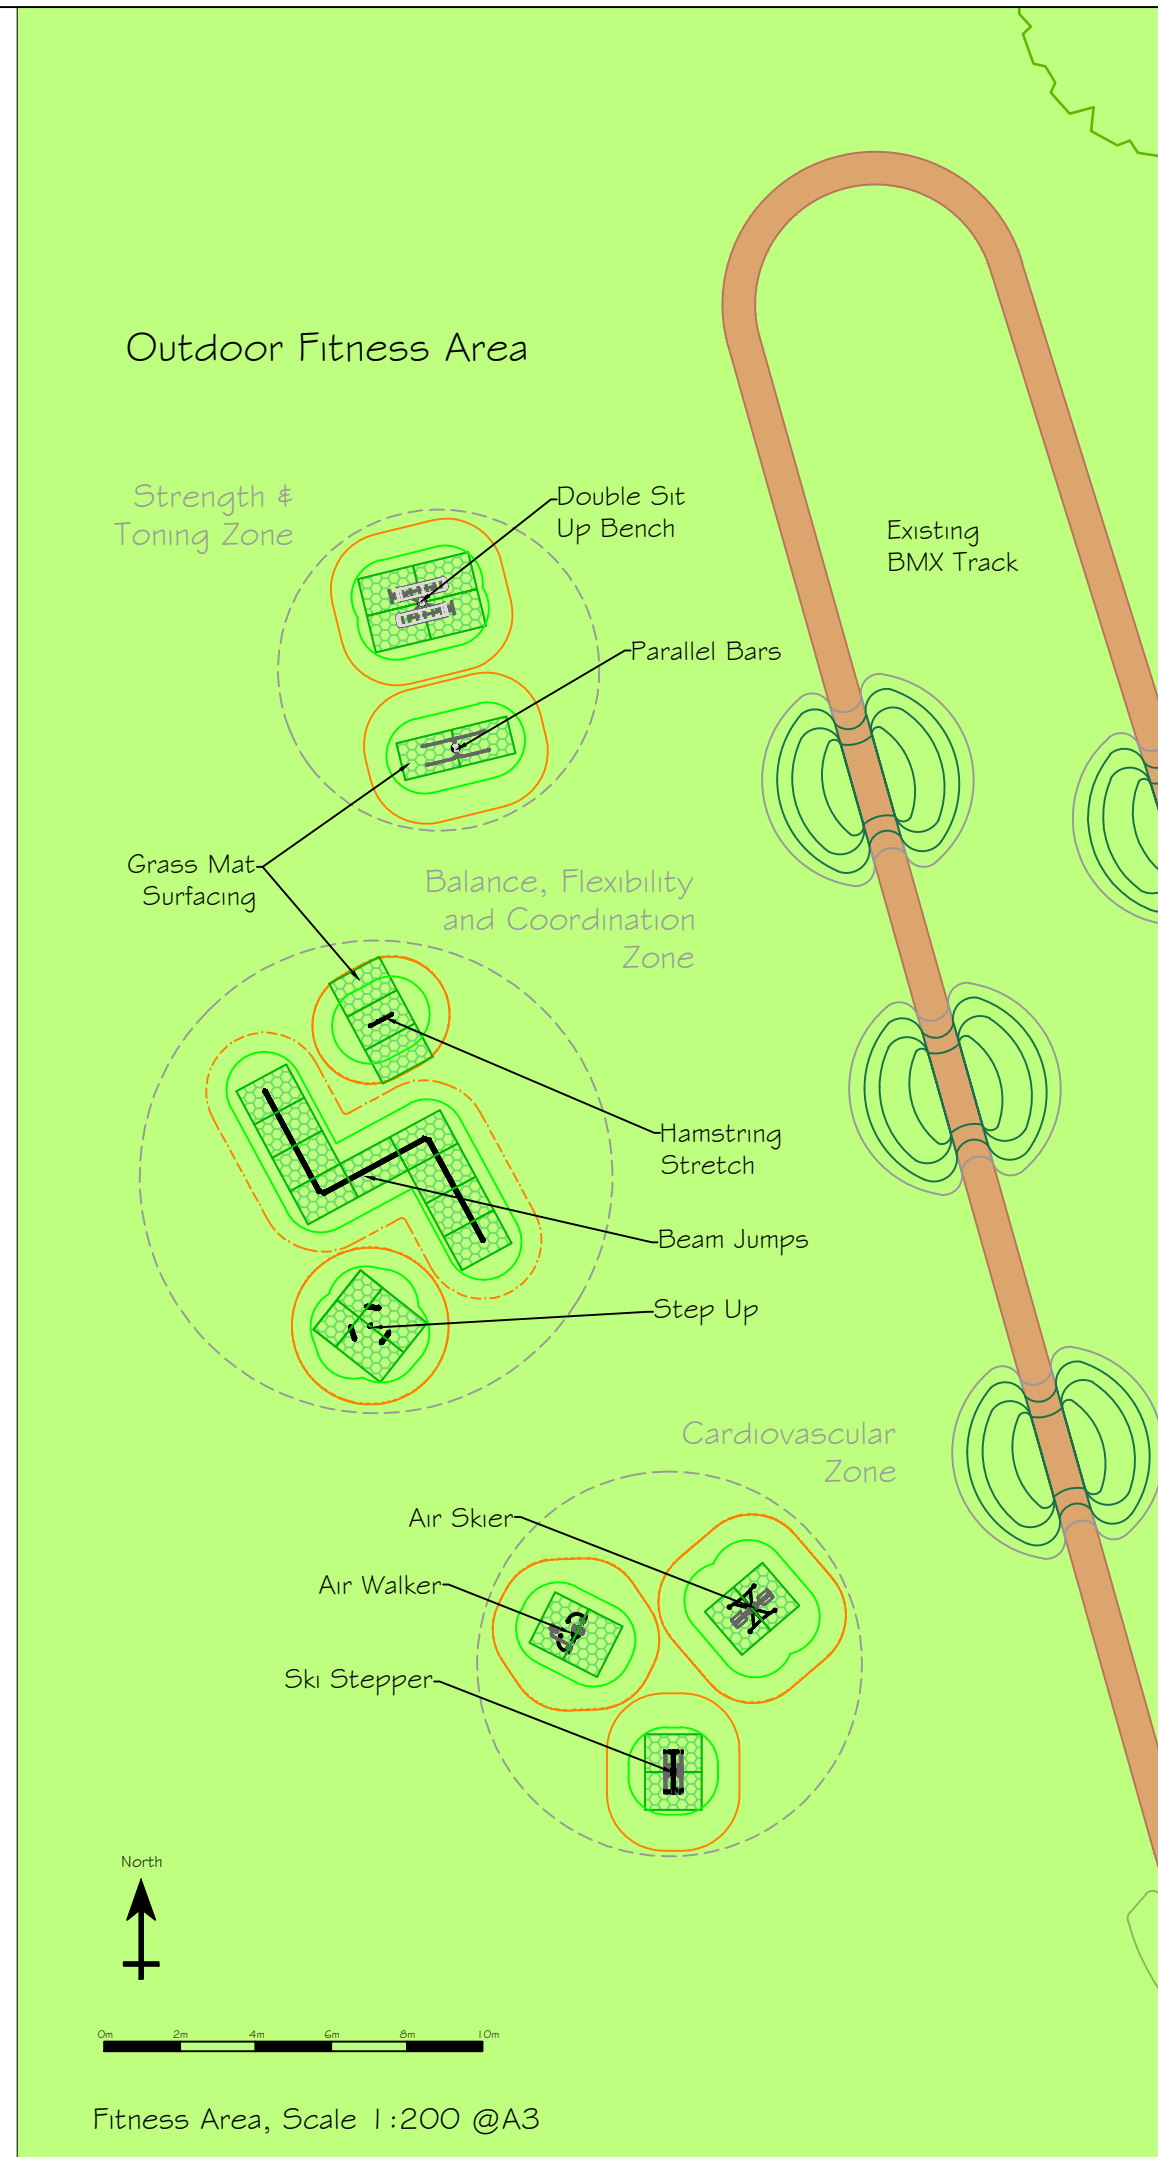 Outdoor Fitness Area
Strength &
Toning Zone
Double Sit
Up Bench
Existing
BMX Track
Parallel Bars
Grass Mat
Surfacing
Balance, Flexibility
and Coordination
Zone
Hamstring
Stretch
Beam Jumps
Step Up
Cardiovascular
Zone
Air Skier
Air Walker
Ski Stepper
North
0m 2m 4m 6m 8m 10m
Fitness Area, Scale 1:200 @A3